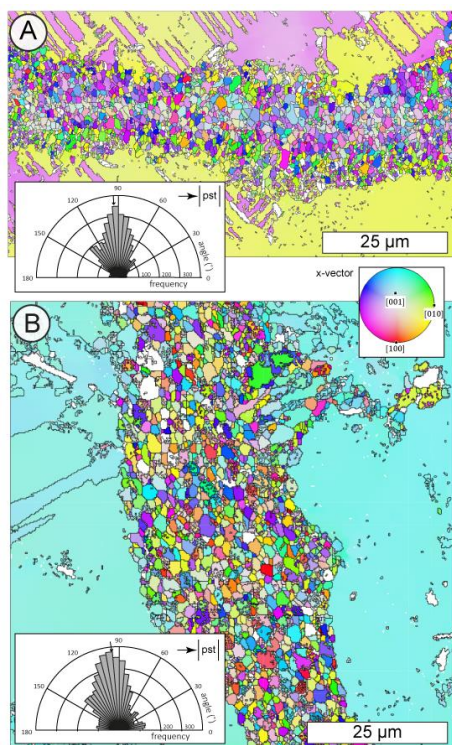 A
90
120
60
150
30
180
0
angle (°)
100
200
300
frequency
|pst|
25 µm
x-vector
[001]
[010]
[100]
B
90
120
60
150
30
180
0
angle (°)
100
200
300
frequency
|pst|
25 µm